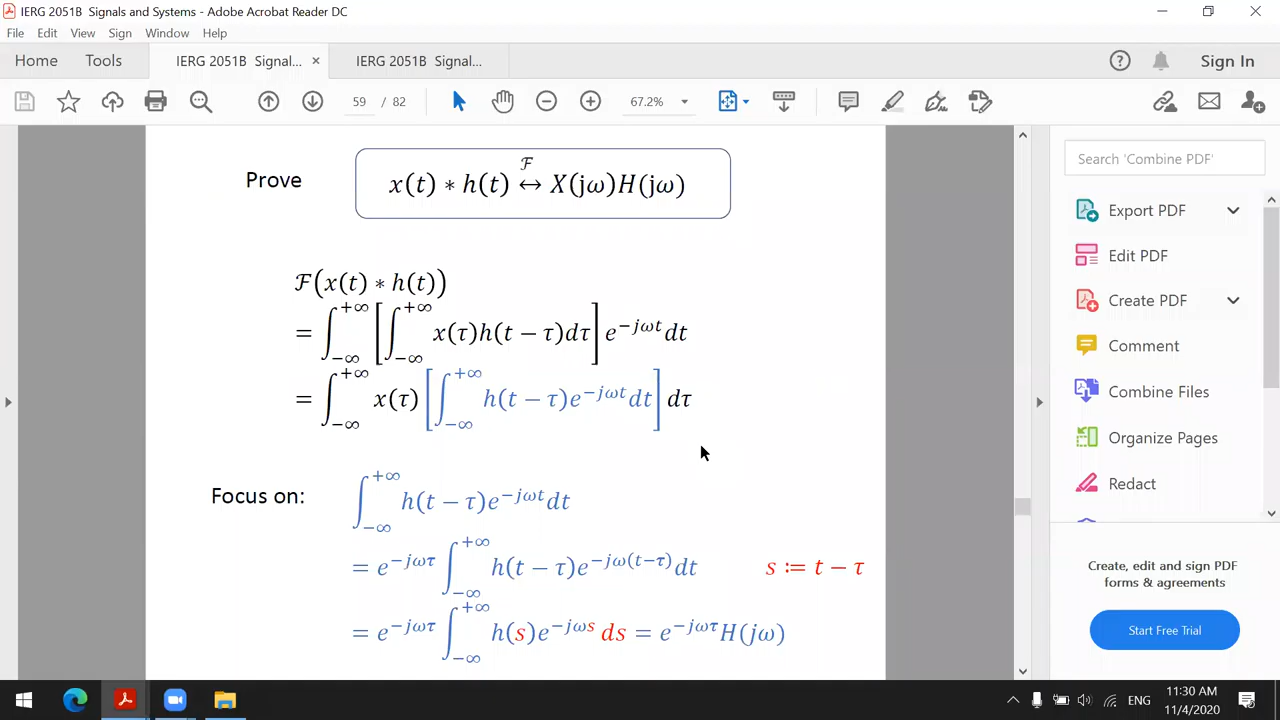 IERG 2051B Signals and Systems - Adobe Acrobat Reader DC
File Edit View Sign Window Help
Home Tools IERG 2051B Signal... × IERG 2051B Signal... Sign In
59 / 82 67.2%
Prove x(t) ∗ h(t) ℱ↔ X(jω)H(jω)
ℱ(x(t) ∗ h(t))
= ∫_{−∞}^{+∞} [∫_{−∞}^{+∞} x(τ)h(t − τ)dτ] e^{−jωt}dt
= ∫_{−∞}^{+∞} x(τ) [∫_{−∞}^{+∞} h(t − τ)e^{−jωt}dt] dτ
Focus on: ∫_{−∞}^{+∞} h(t − τ)e^{−jωt}dt
= e^{−jωτ} ∫_{−∞}^{+∞} h(t − τ)e^{−jω(t−τ)}dt s ≔ t − τ
= e^{−jωτ} ∫_{−∞}^{+∞} h(s)e^{−jωs} ds = e^{−jωτ}H(jω)
Search 'Combine PDF'
Export PDF
Edit PDF
Create PDF
Comment
Combine Files
Organize Pages
Redact
Create, edit and sign PDF
forms & agreements
Start Free Trial
ENG
11:30 AM
11/4/2020